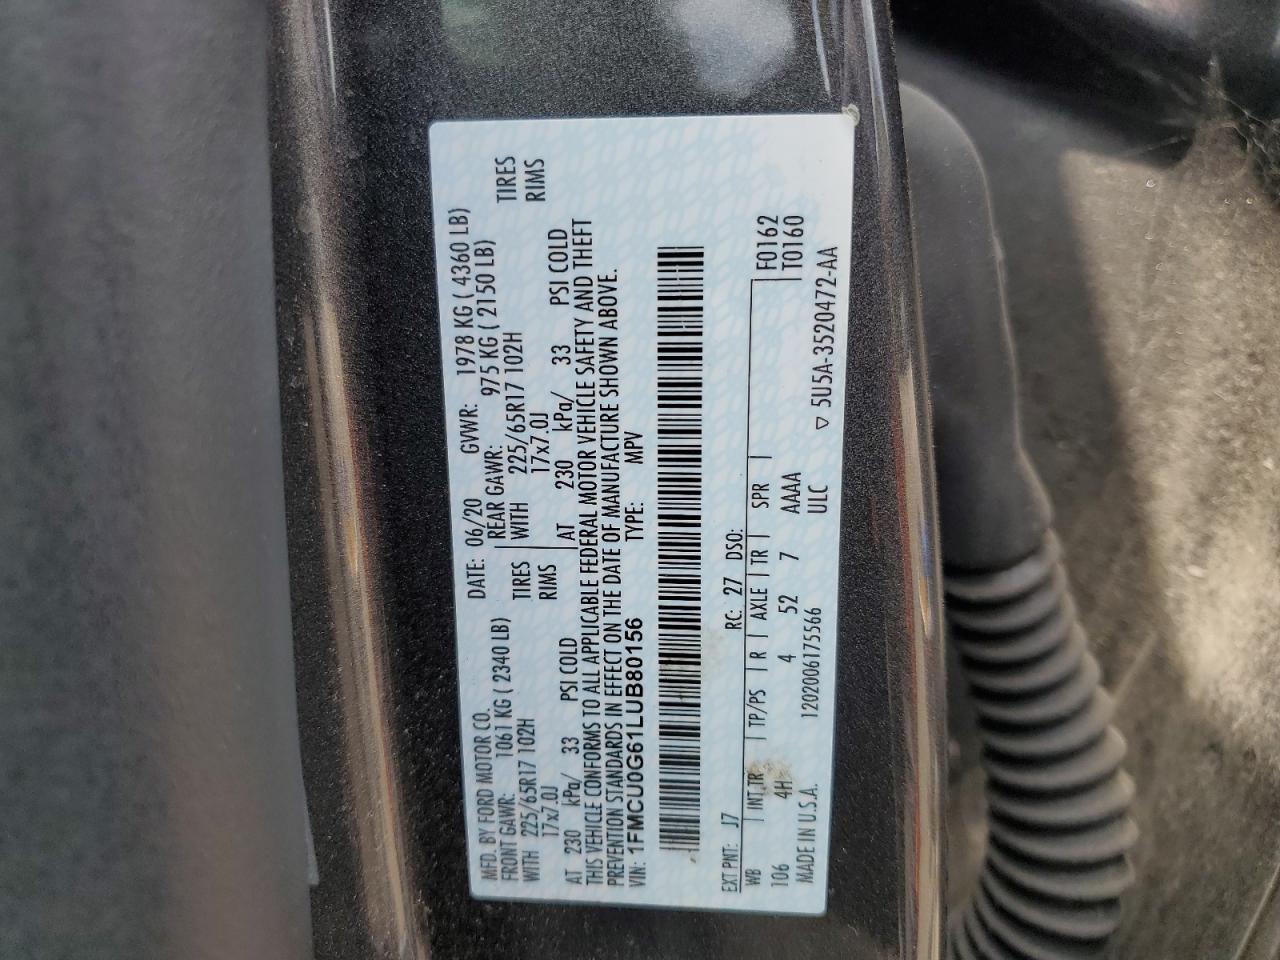 MFD. BY FORD MOTOR CO.
DATE: 06/20 GVWR: 1978 KG ( 4360 LB)
FRONT GAWR: 1061 KG ( 2340 LB) REAR GAWR: 975 KG ( 2150 LB)
WITH 225/65R17 102H TIRES WITH 225/65R17 102H TIRES
17x7.0J RIMS 17x7.0J RIMS
AT 230 kPa/ 33 PSI COLD AT 230 kPa/ 33 PSI COLD
THIS VEHICLE CONFORMS TO ALL APPLICABLE FEDERAL MOTOR VEHICLE SAFETY AND THEFT
PREVENTION STANDARDS IN EFFECT ON THE DATE OF MANUFACTURE SHOWN ABOVE.
VIN: 1FMCU0G61LUB80156 TYPE: MPV
EXT PNT: J7 RC: 27 DSO:
WB INT TR TP/PS R AXLE TR SPR F0162
106 4H 4 52 7 AAAA T0160
MADE IN U.S.A. 1202006175566 ULC
▽ 5U5A-3520472-AA